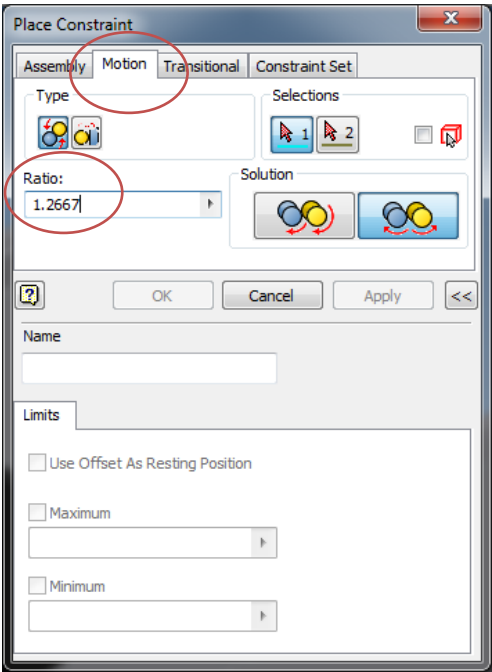 Place Constraint
Assembly Motion Transitional Constraint Set
Type Selections
1 2
Ratio: Solution
1.2667
OK Cancel Apply <<
Name
Limits
Use Offset As Resting Position
Maximum
Minimum